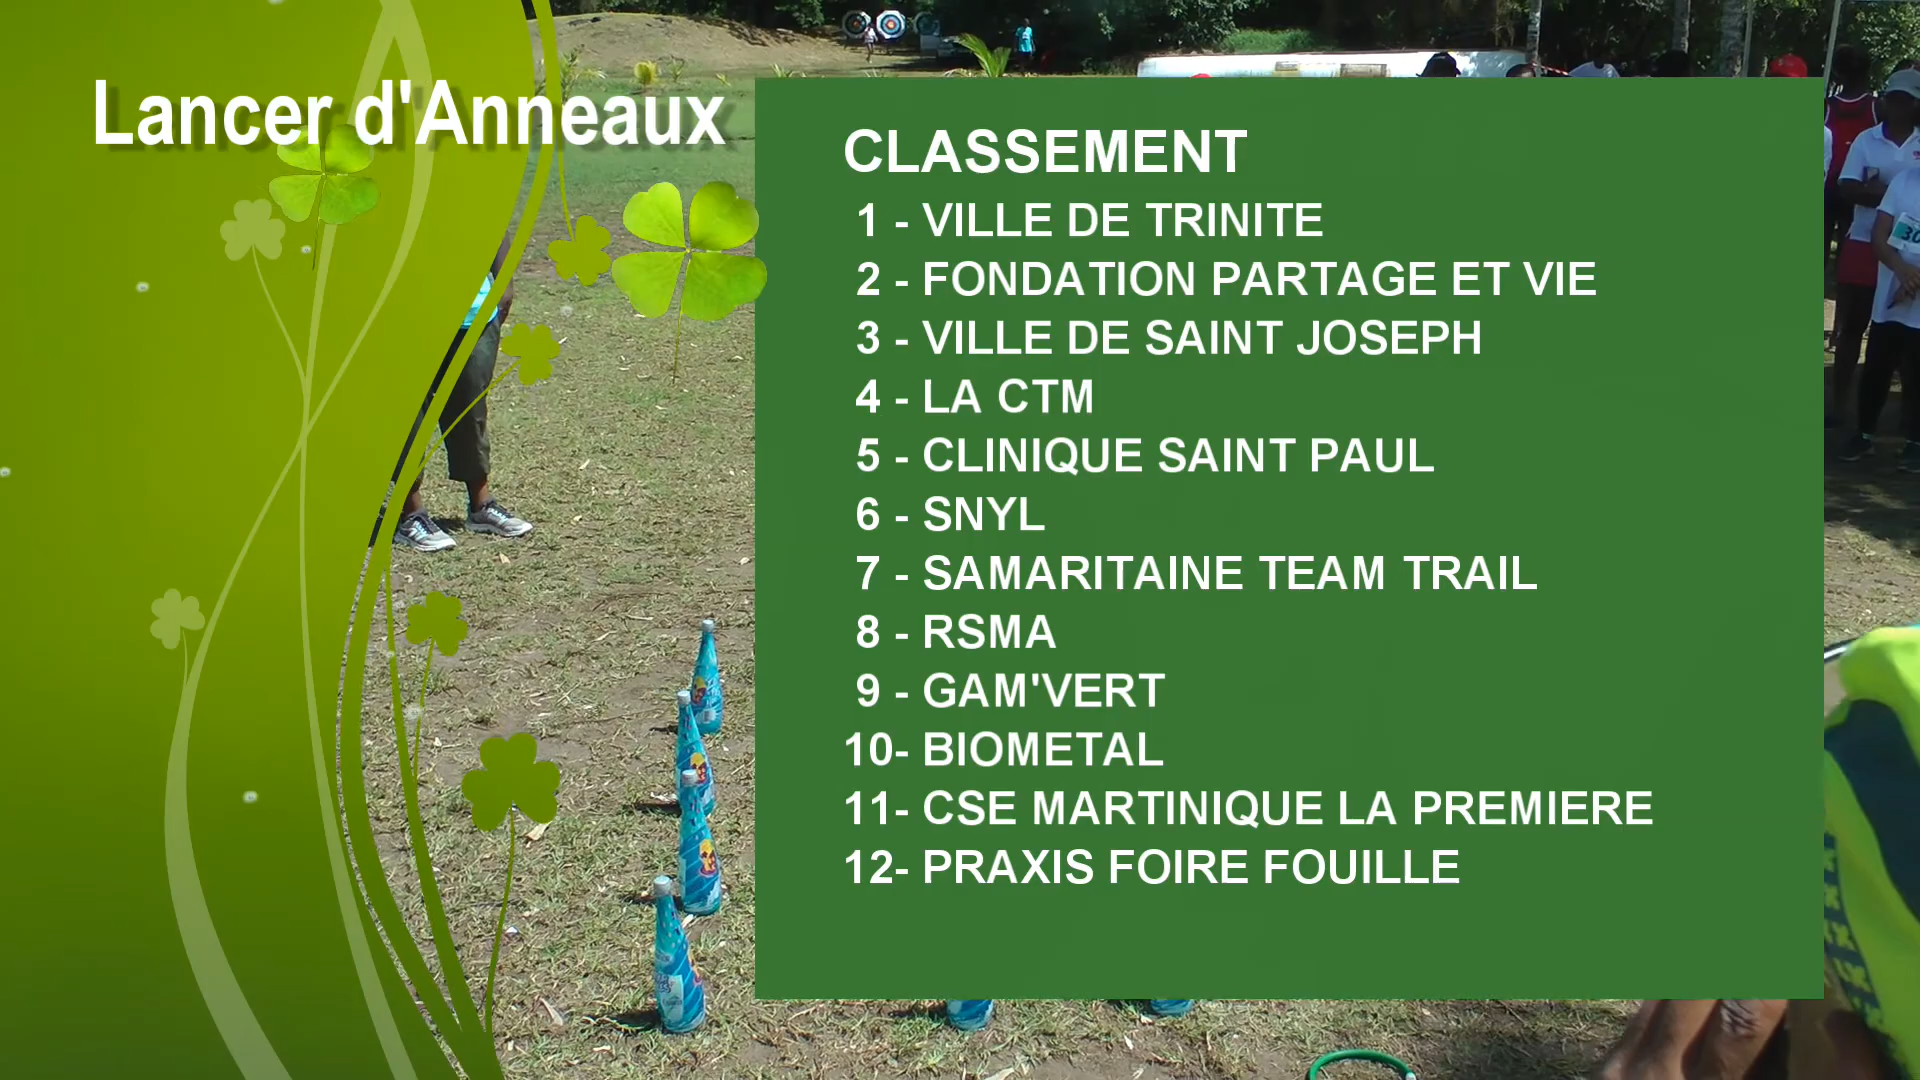 Lancer d'Anneaux
CLASSEMENT
1 - VILLE DE TRINITE
2 - FONDATION PARTAGE ET VIE
3 - VILLE DE SAINT JOSEPH
4 - LA CTM
5 - CLINIQUE SAINT PAUL
6 - SNYL
7 - SAMARITAINE TEAM TRAIL
8 - RSMA
9 - GAM'VERT
10- BIOMETAL
11- CSE MARTINIQUE LA PREMIERE
12- PRAXIS FOIRE FOUILLE